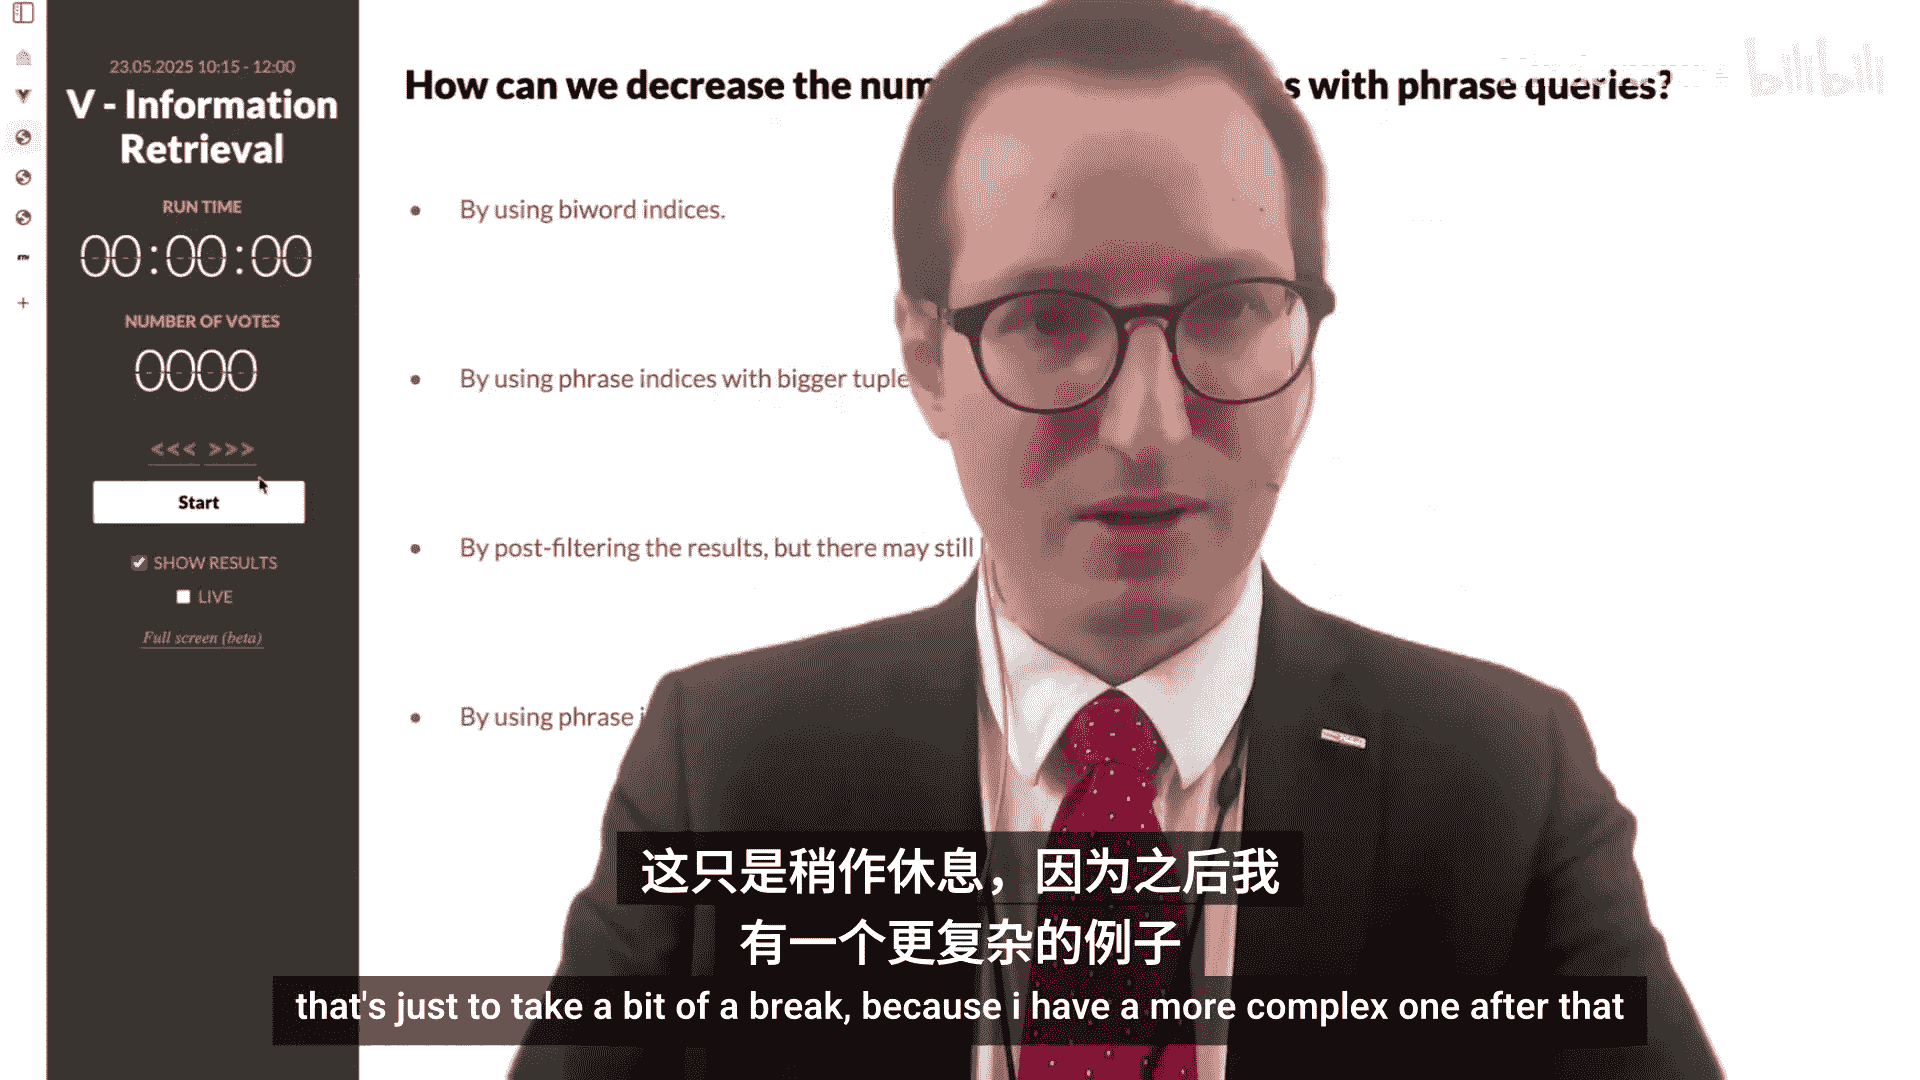 23.05.2025 10:15 - 12:00
V - Information
Retrieval
RUN TIME
00:00:00
NUMBER OF VOTES
0000
<<< >>>
Start
SHOW RESULTS
LIVE
Full screen (beta)
How can we decrease the num
s with phrase queries?
bilibili
By using biword indices.
By using phrase indices with bigger tuple
By post-filtering the results, but there may still
By using phrase
这只是稍作休息，因为之后我
有一个更复杂的例子
that's just to take a bit of a break, because i have a more complex one after that